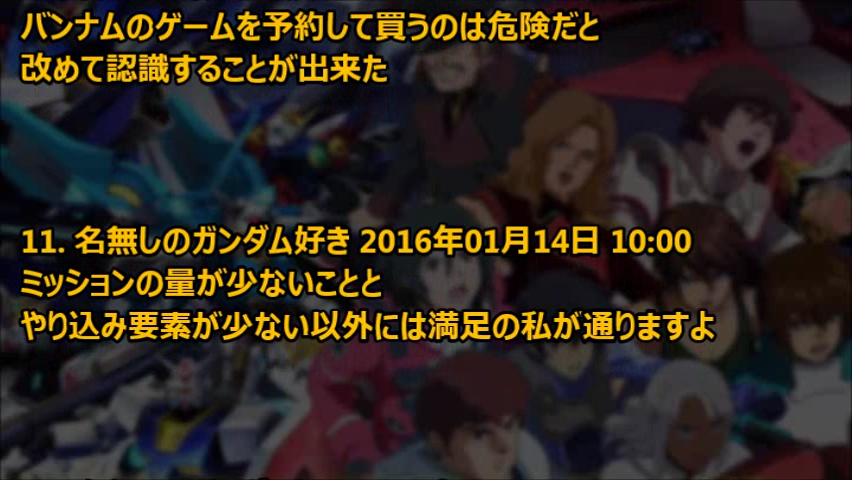 バンナムのゲームを予約して買うのは危険だと
改めて認識することが出来た
11. 名無しのガンダム好き 2016年01月14日 10:00
ミッションの量が少ないことと
やり込み要素が少ない以外には満足の私が通りますよ